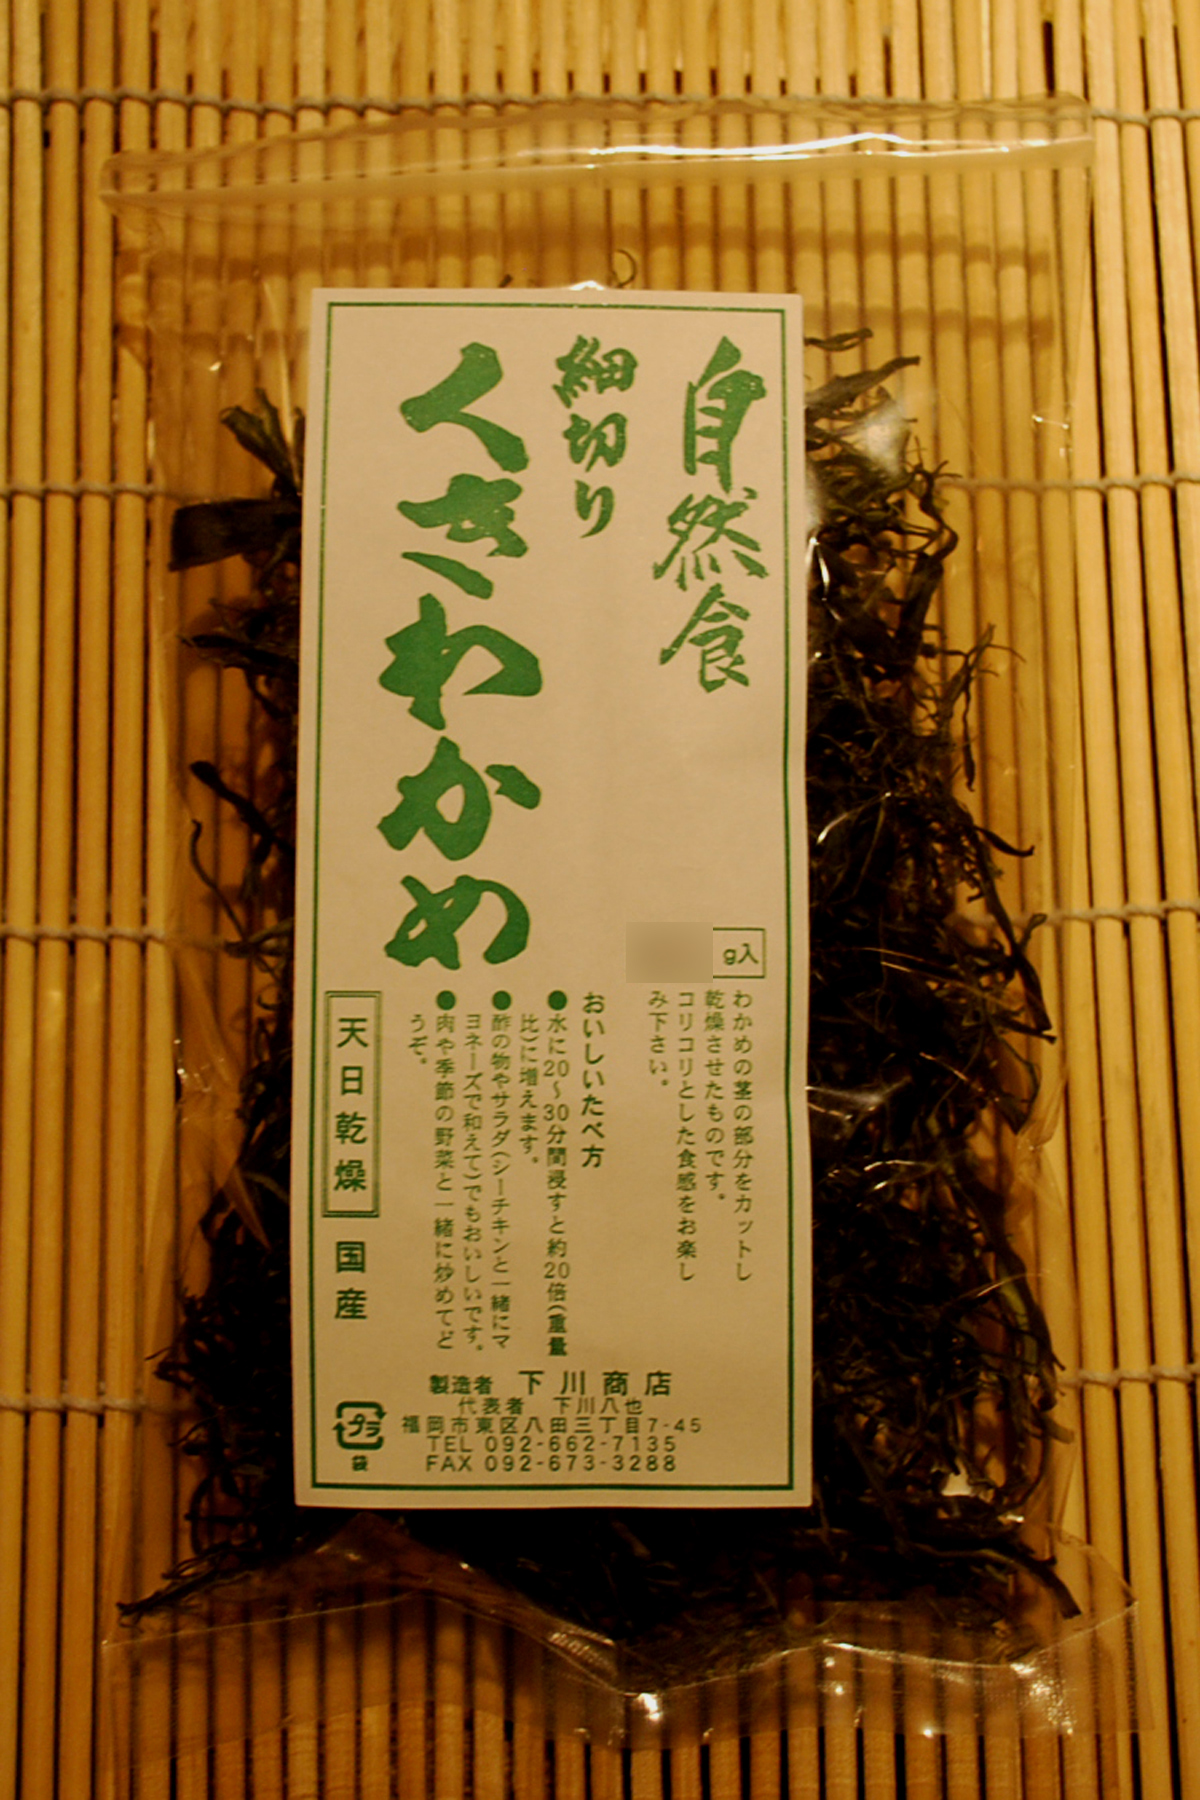 自然食
細切り
くきわかめ
g入
わかめの茎の部分をカットし
乾燥させたものです。
コリコリとした食感をお楽し
み下さい。
おいしいたべ方
●水に20～30分間浸すと約20倍(重量
比)に増えます。
●酢の物やサラダ(シーチキンと一緒にマ
ヨネーズで和えて)でもおいしいです。
●肉や季節の野菜と一緒に炒めてど
うぞ。
天日乾燥 国産
製造者 下川商店
代表者 下川八也
福岡市東区八田三丁目7-45
TEL 092-662-7135
FAX 092-673-3288
プラ
袋